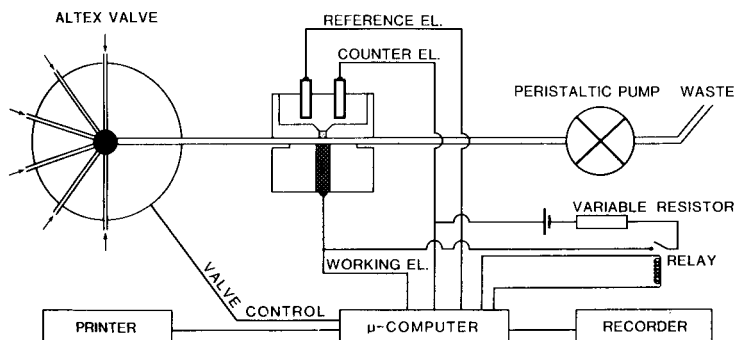 ALTEX VALVE
REFERENCE EL.
COUNTER EL.
PERISTALTIC PUMP
WASTE
VARIABLE RESISTOR
RELAY
WORKING EL.
VALVE
CONTROL
PRINTER
μ-COMPUTER
RECORDER